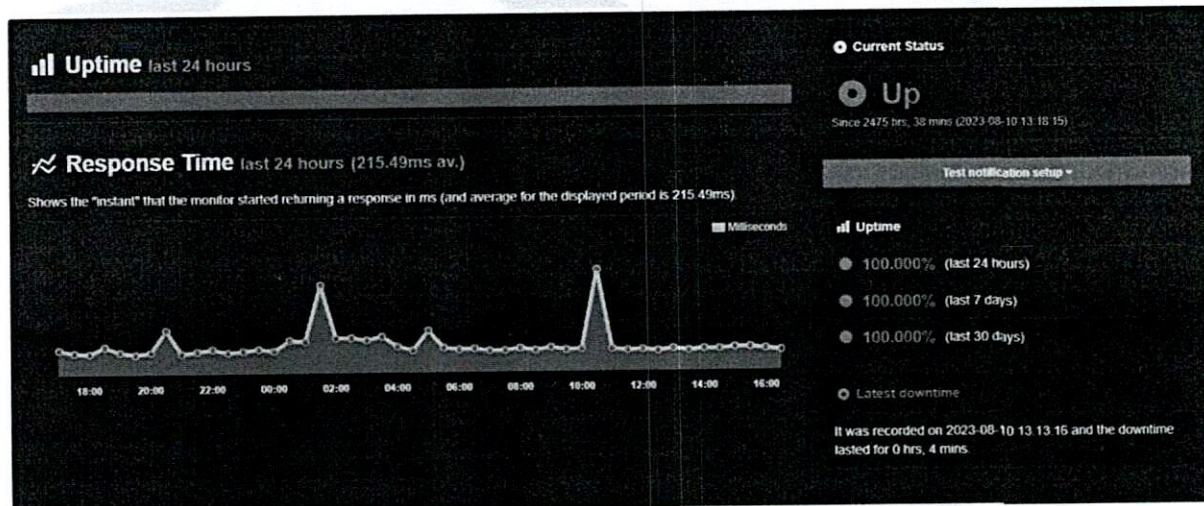 Uptime last 24 hours
Response Time last 24 hours (215.49ms av.)
Shows the "instant" that the monitor started returning a response in ms (and average for the displayed period is 215.49ms).
Milliseconds
18:00 20:00 22:00 00:00 02:00 04:00 06:00 08:00 10:00 12:00 14:00 16:00
Current Status
Up
Since 2475 hrs, 38 mins (2023-08-10 13:18:15)
Test notification setup
Uptime
100.000% (last 24 hours)
100.000% (last 7 days)
100.000% (last 30 days)
Latest downtime
It was recorded on 2023-08-10 13:13:16 and the downtime
lasted for 0 hrs, 4 mins.